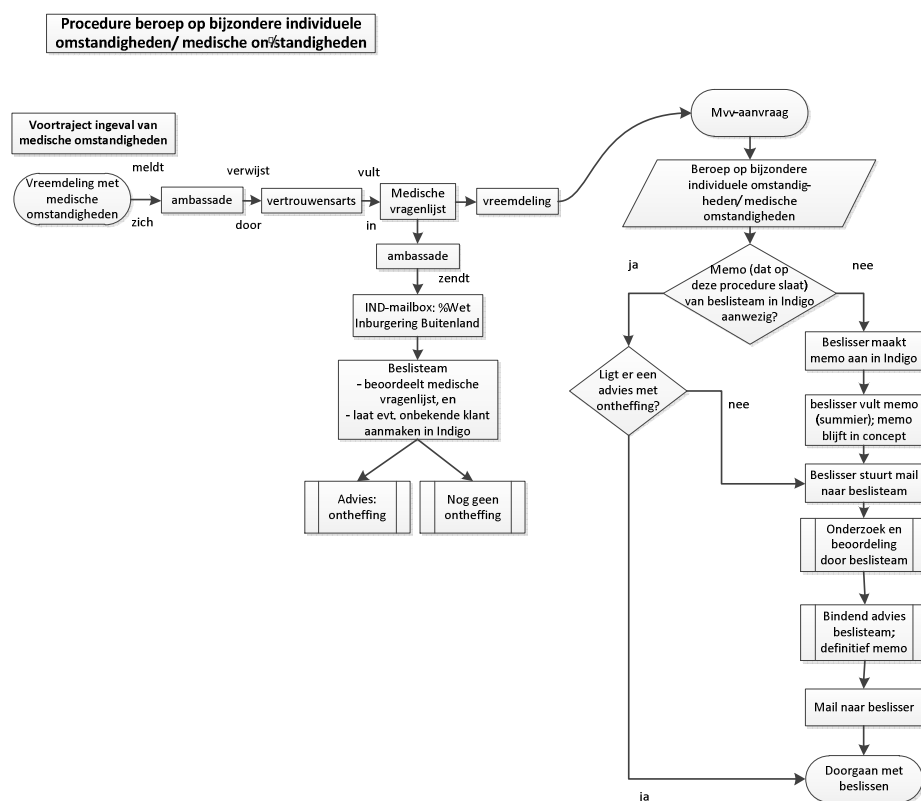 Procedure beroep op bijzondere individuele
omstandigheden/ medische omstandigheden
Voortraject ingeval van
medische omstandigheden
Vreemdeling met
medische
omstandigheden
meldt
zich
ambassade
verwijst
door
vertrouwensarts
vult
in
Medische
vragenlijst
vreemdeling
ambassade
zendt
IND-mailbox: %Wet
Inburgering Buitenland
Beslisteam
- beoordeelt medische
vragenlijst, en
- laat evt. onbekende klant
aanmaken in Indigo
Advies:
ontheffing
Nog geen
ontheffing
Mvv-aanvraag
Beroep op bijzondere
individuele omstandig-
heden/ medische
omstandigheden
ja
Memo (dat op
deze procedure slaat)
van beslisteam in Indigo
aanwezig?
nee
Ligt er een
advies met
ontheffing?
nee
Beslisser maakt
memo aan in Indigo
beslisser vult memo
(summier); memo
blijft in concept
Beslisser stuurt mail
naar beslisteam
Onderzoek en
beoordeling
door beslisteam
Bindend advies
beslisteam;
definitief memo
Mail naar beslisser
Doorgaan met
beslissen
ja